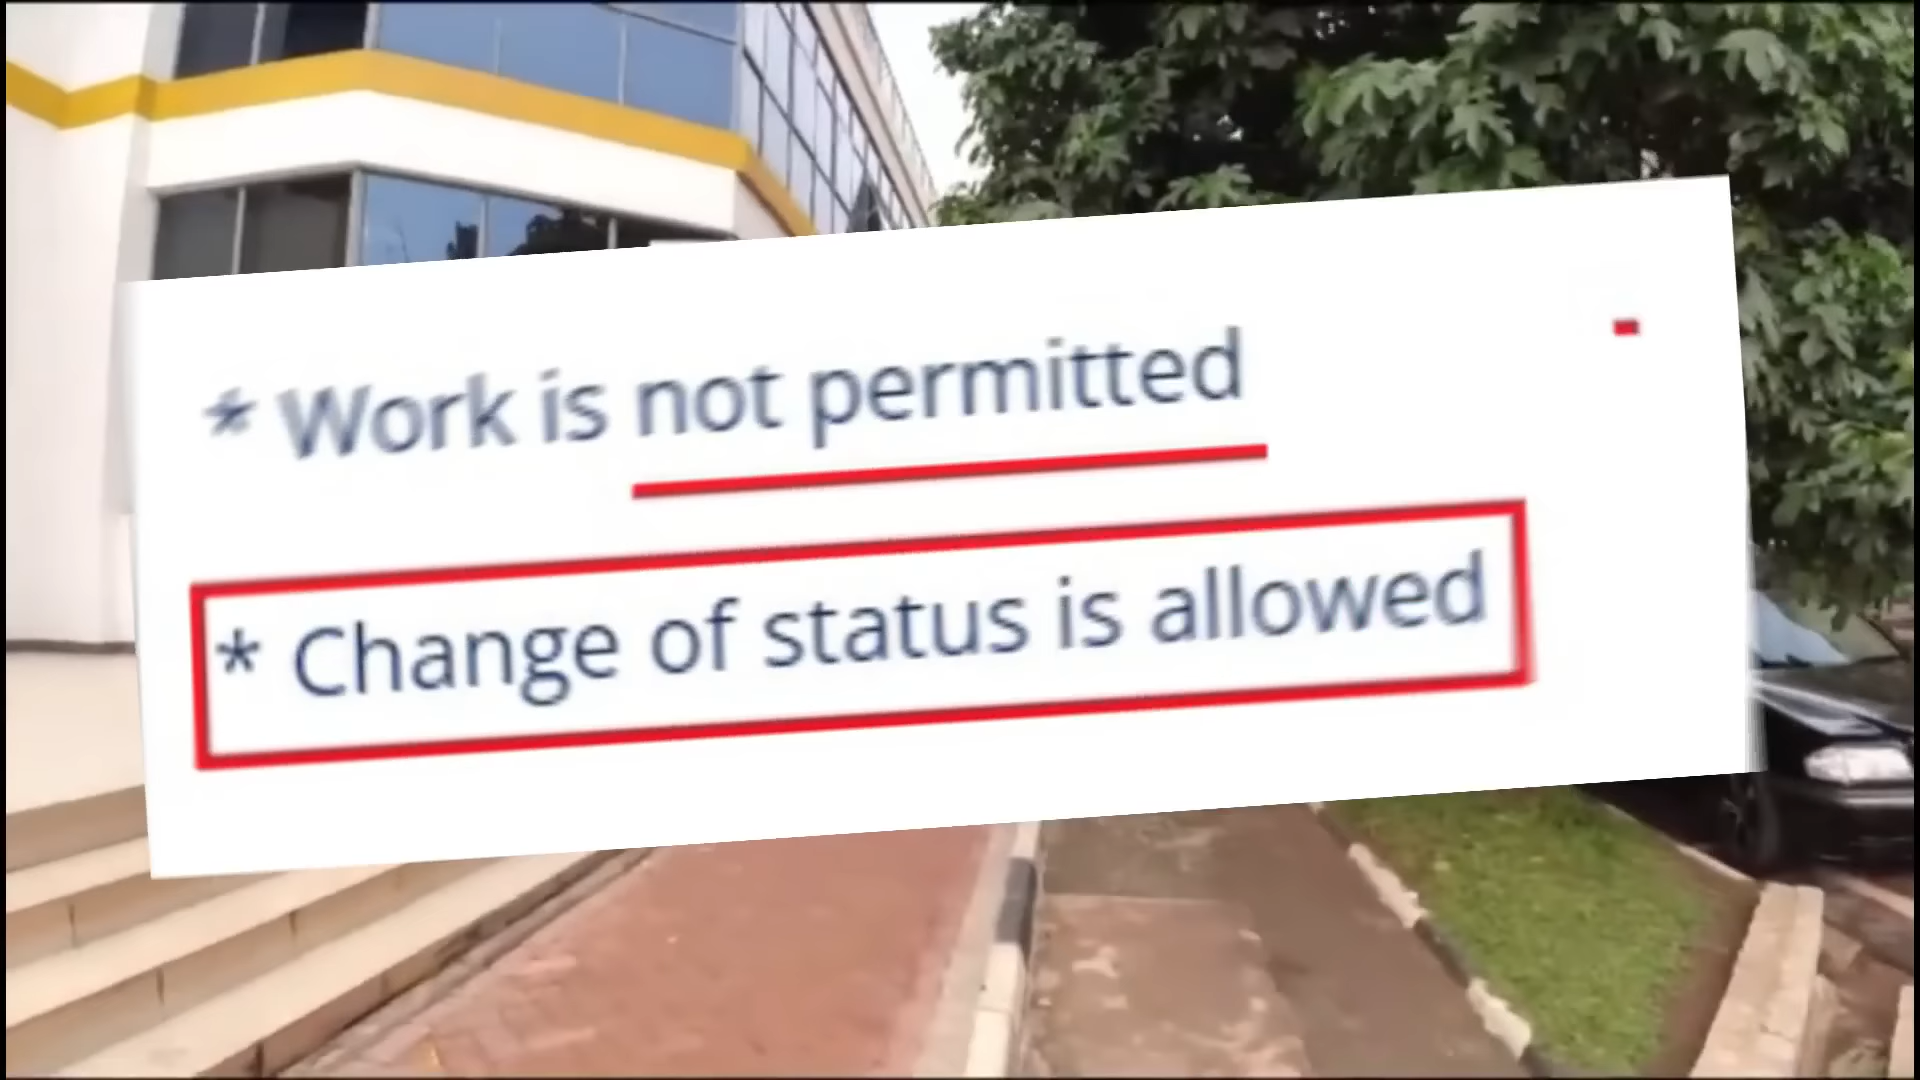 * Work is not permitted
* Change of status is allowed